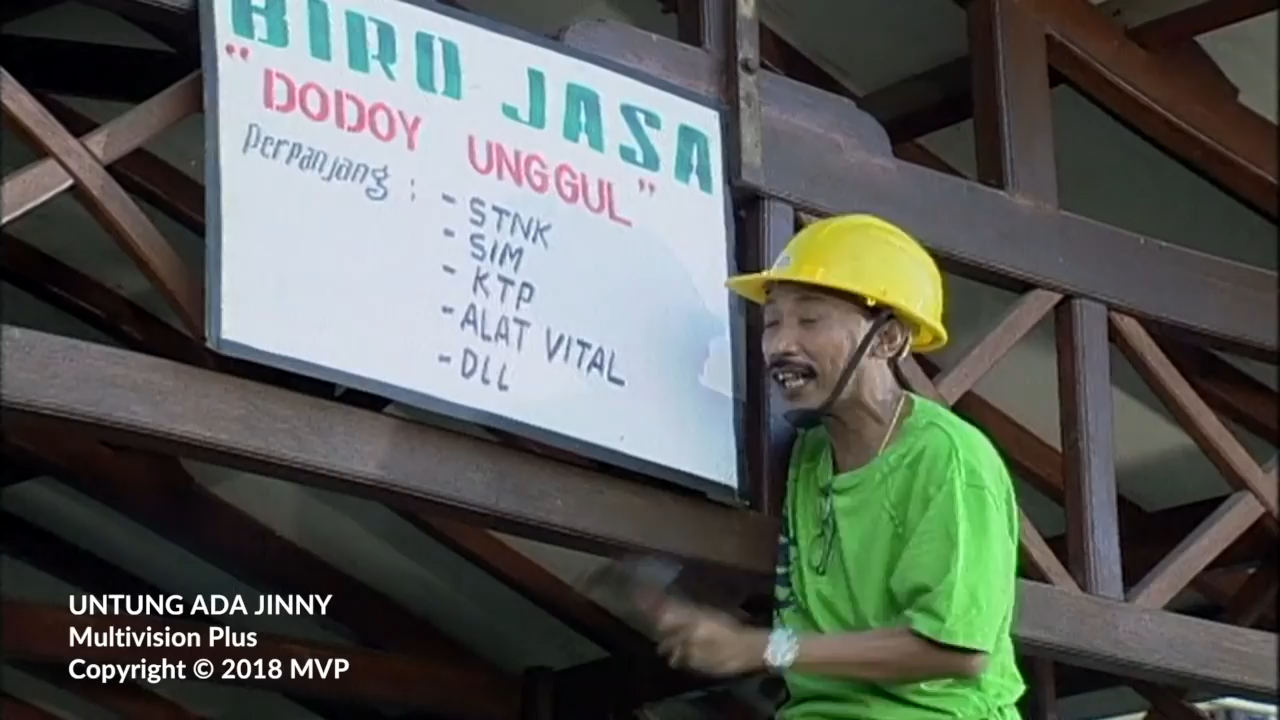 BIRO JASA
" DODOY UNGGUL "
perpanjang : - STNK
- SIM
- KTP
- ALAT VITAL
- DLL
UNTUNG ADA JINNY
Multivision Plus
Copyright © 2018 MVP